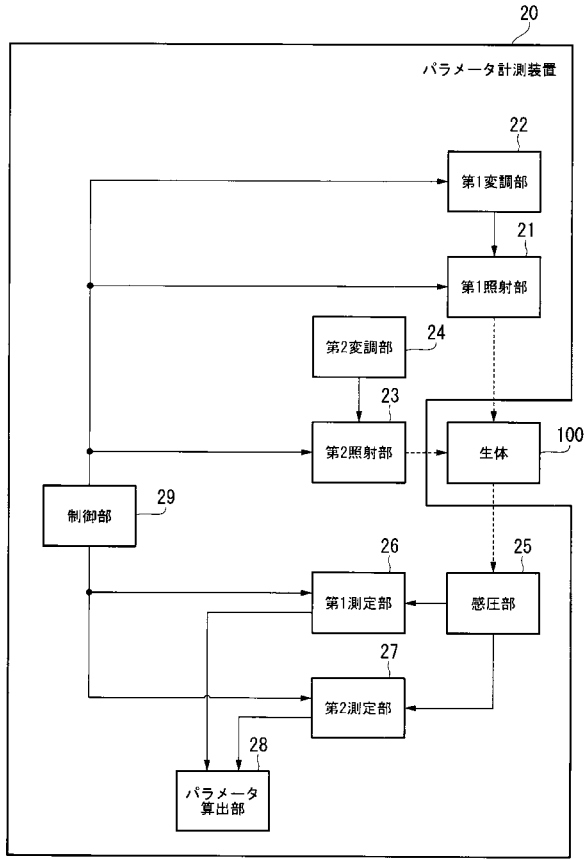 20
パラメータ計測装置
22
第1変調部
21
第1照射部
24
第2変調部
23
第2照射部
100
生体
29
制御部
26
第1測定部
25
感圧部
27
第2測定部
28
パラメータ
算出部